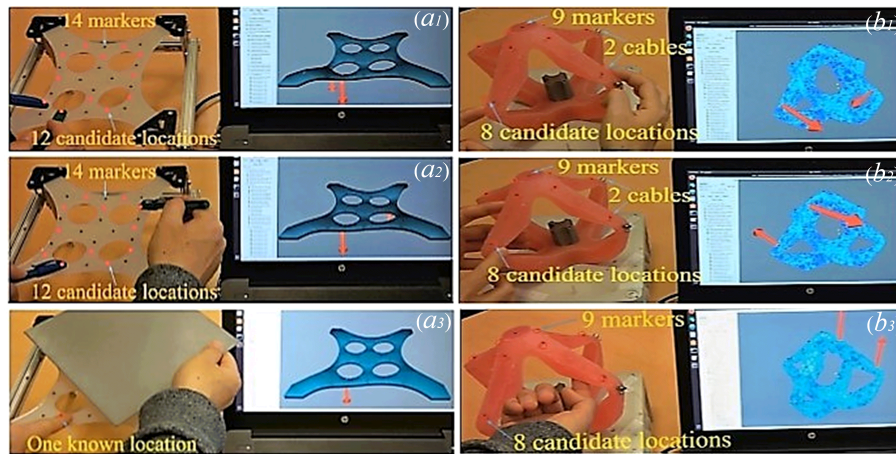 14 markers
(a1)
12 candidate locations
9 markers
(b1)
2 cables
8 candidate locations
14 markers
(a2)
12 candidate locations
9 markers
(b2)
2 cables
8 candidate locations
(a3)
One known location
9 markers
(b3)
8 candidate locations